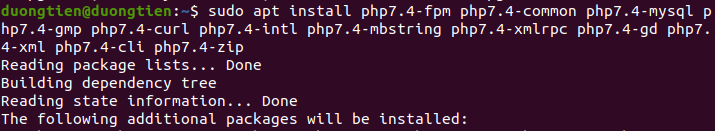 duongtien@duongtien:~$ sudo apt install php7.4-fpm php7.4-common php7.4-mysql p
hp7.4-gmp php7.4-curl php7.4-intl php7.4-mbstring php7.4-xmlrpc php7.4-gd php7.
4-xml php7.4-cli php7.4-zip
Reading package lists... Done
Building dependency tree
Reading state information... Done
The following additional packages will be installed: